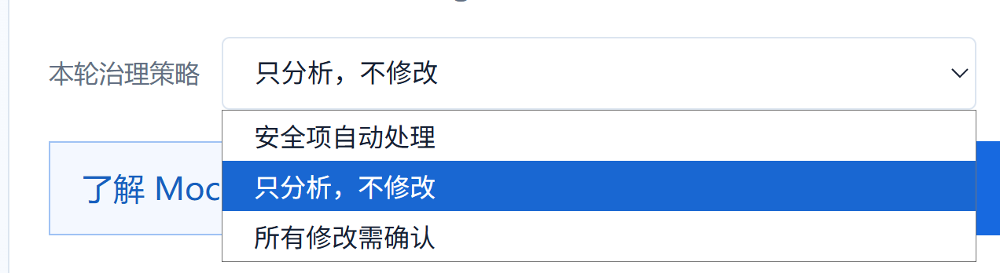 本轮治理策略 只分析，不修改
安全项自动处理
只分析，不修改
了解 Moc
所有修改需确认